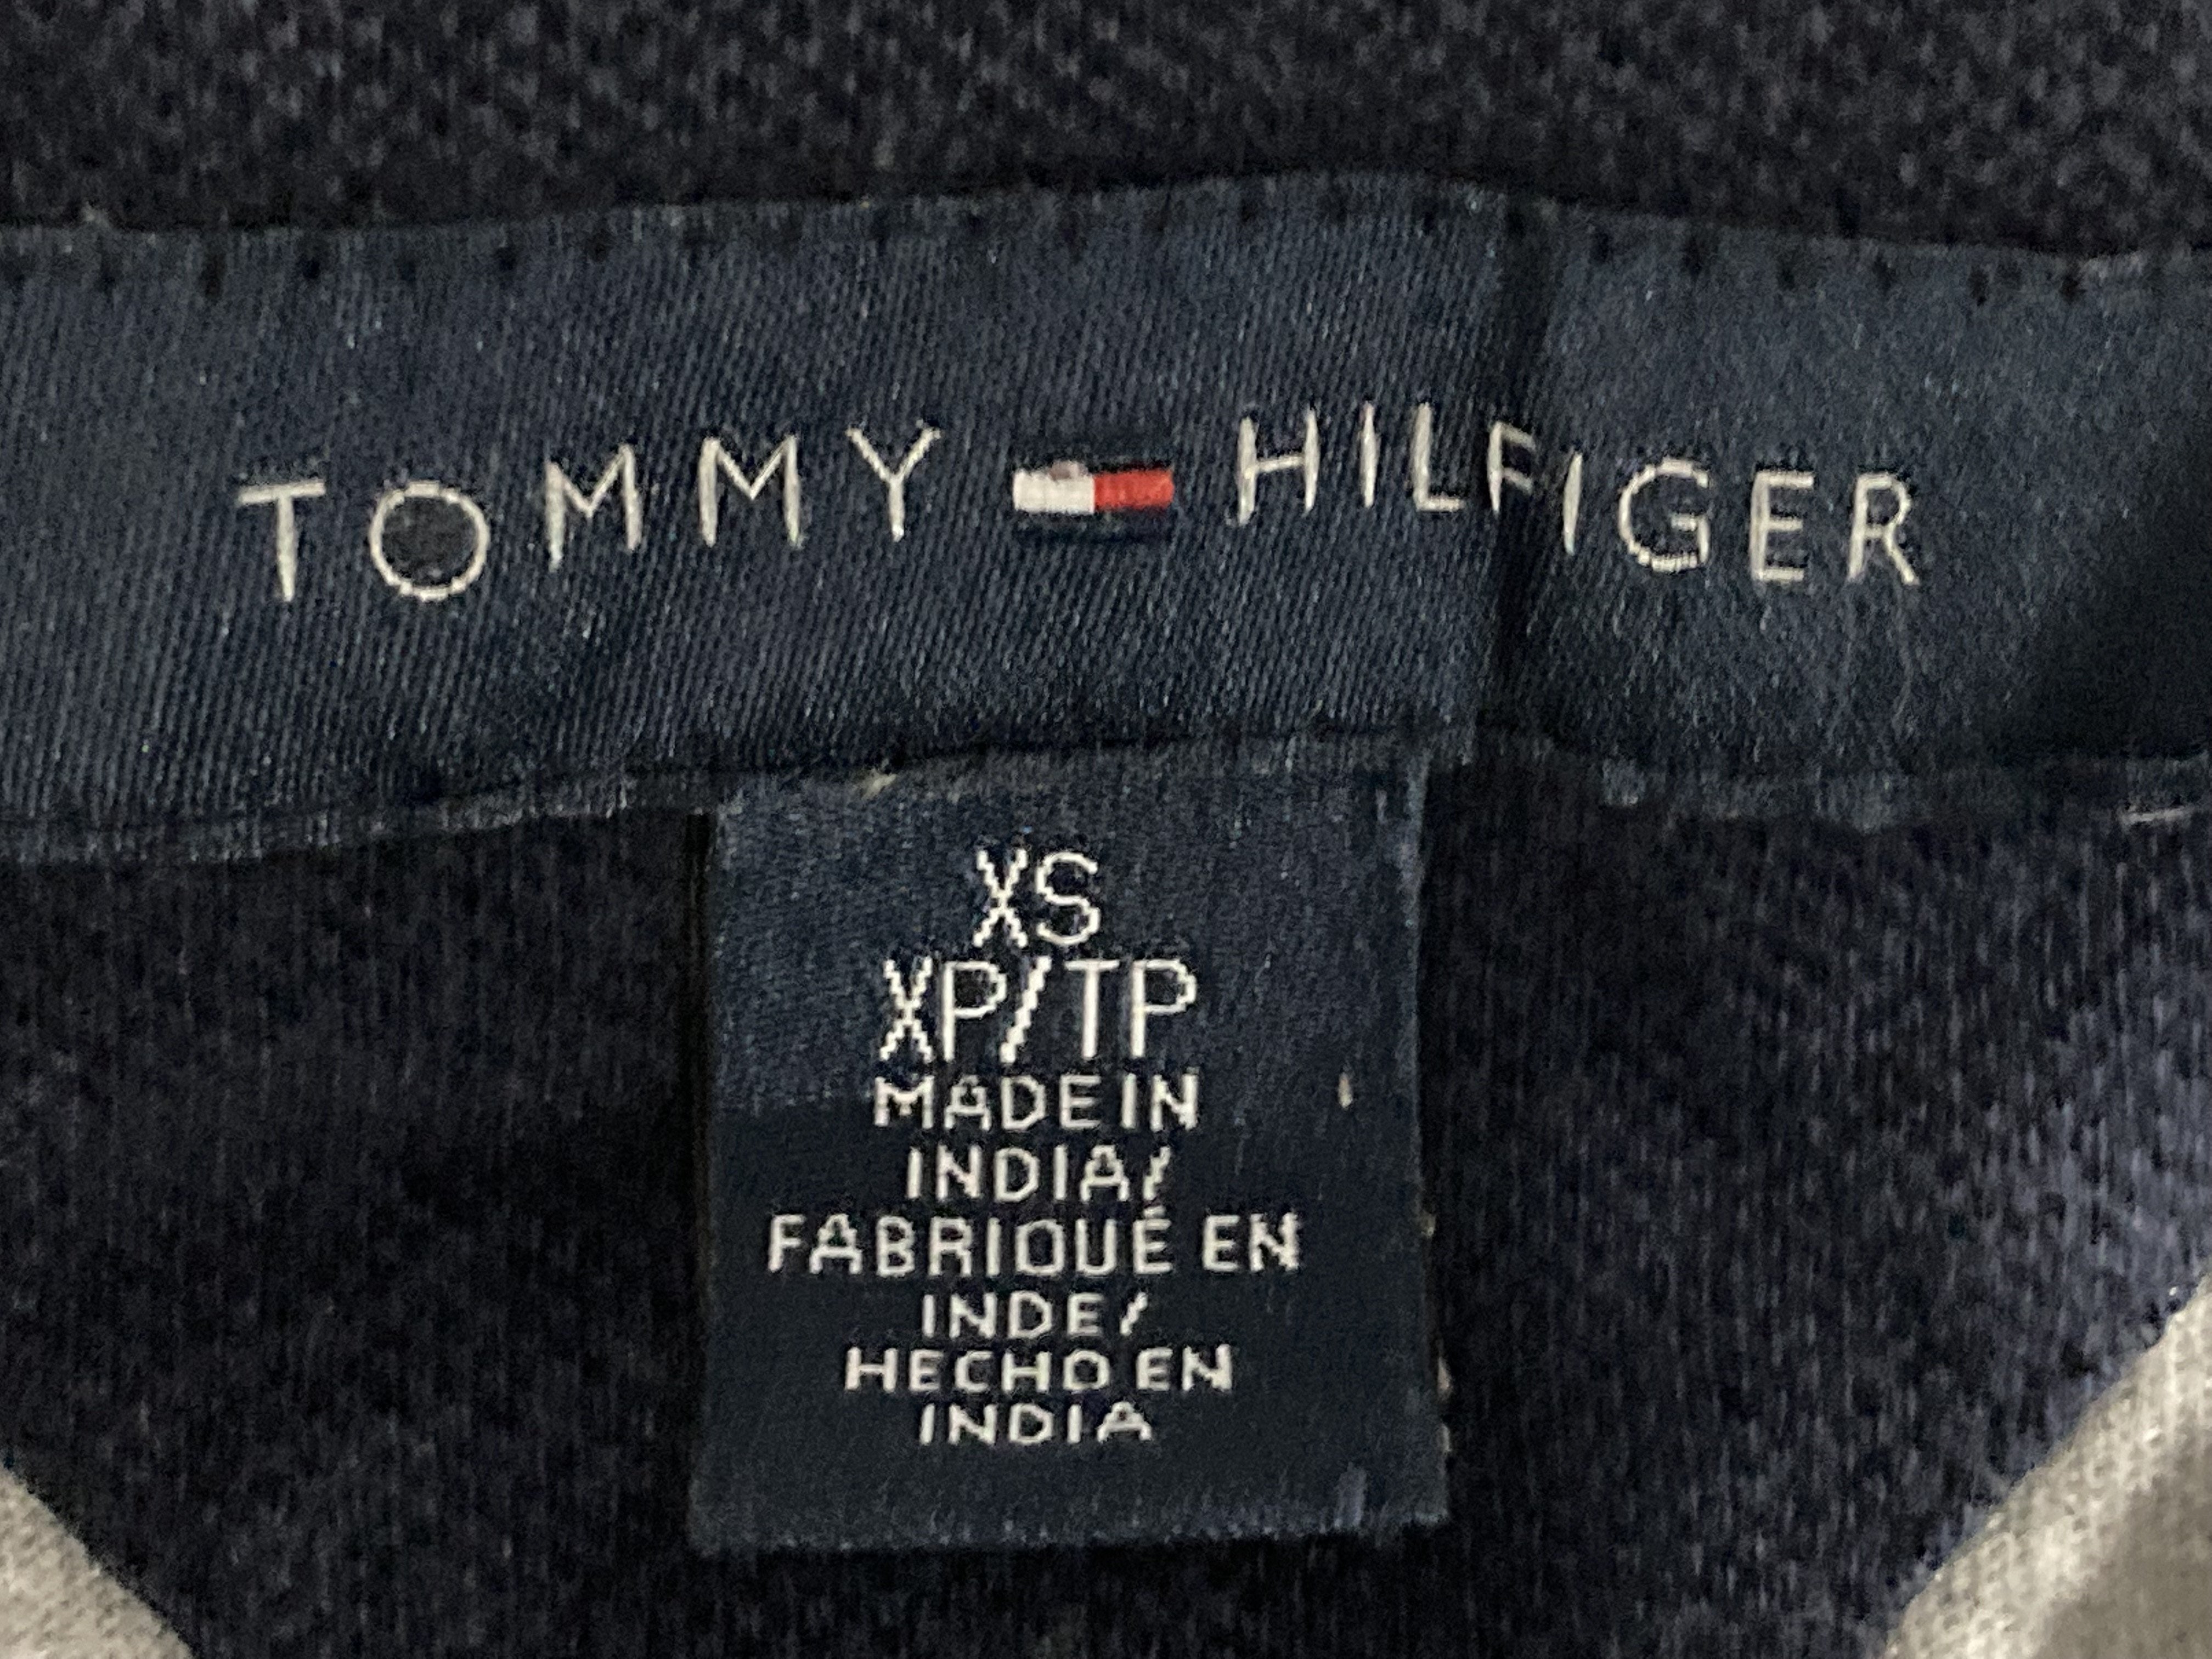 TOMMY HILFIGER
XS
XP/TP
MADE IN
INDIA/
FABRIQUÉ EN
INDE/
HECHO EN
INDIA